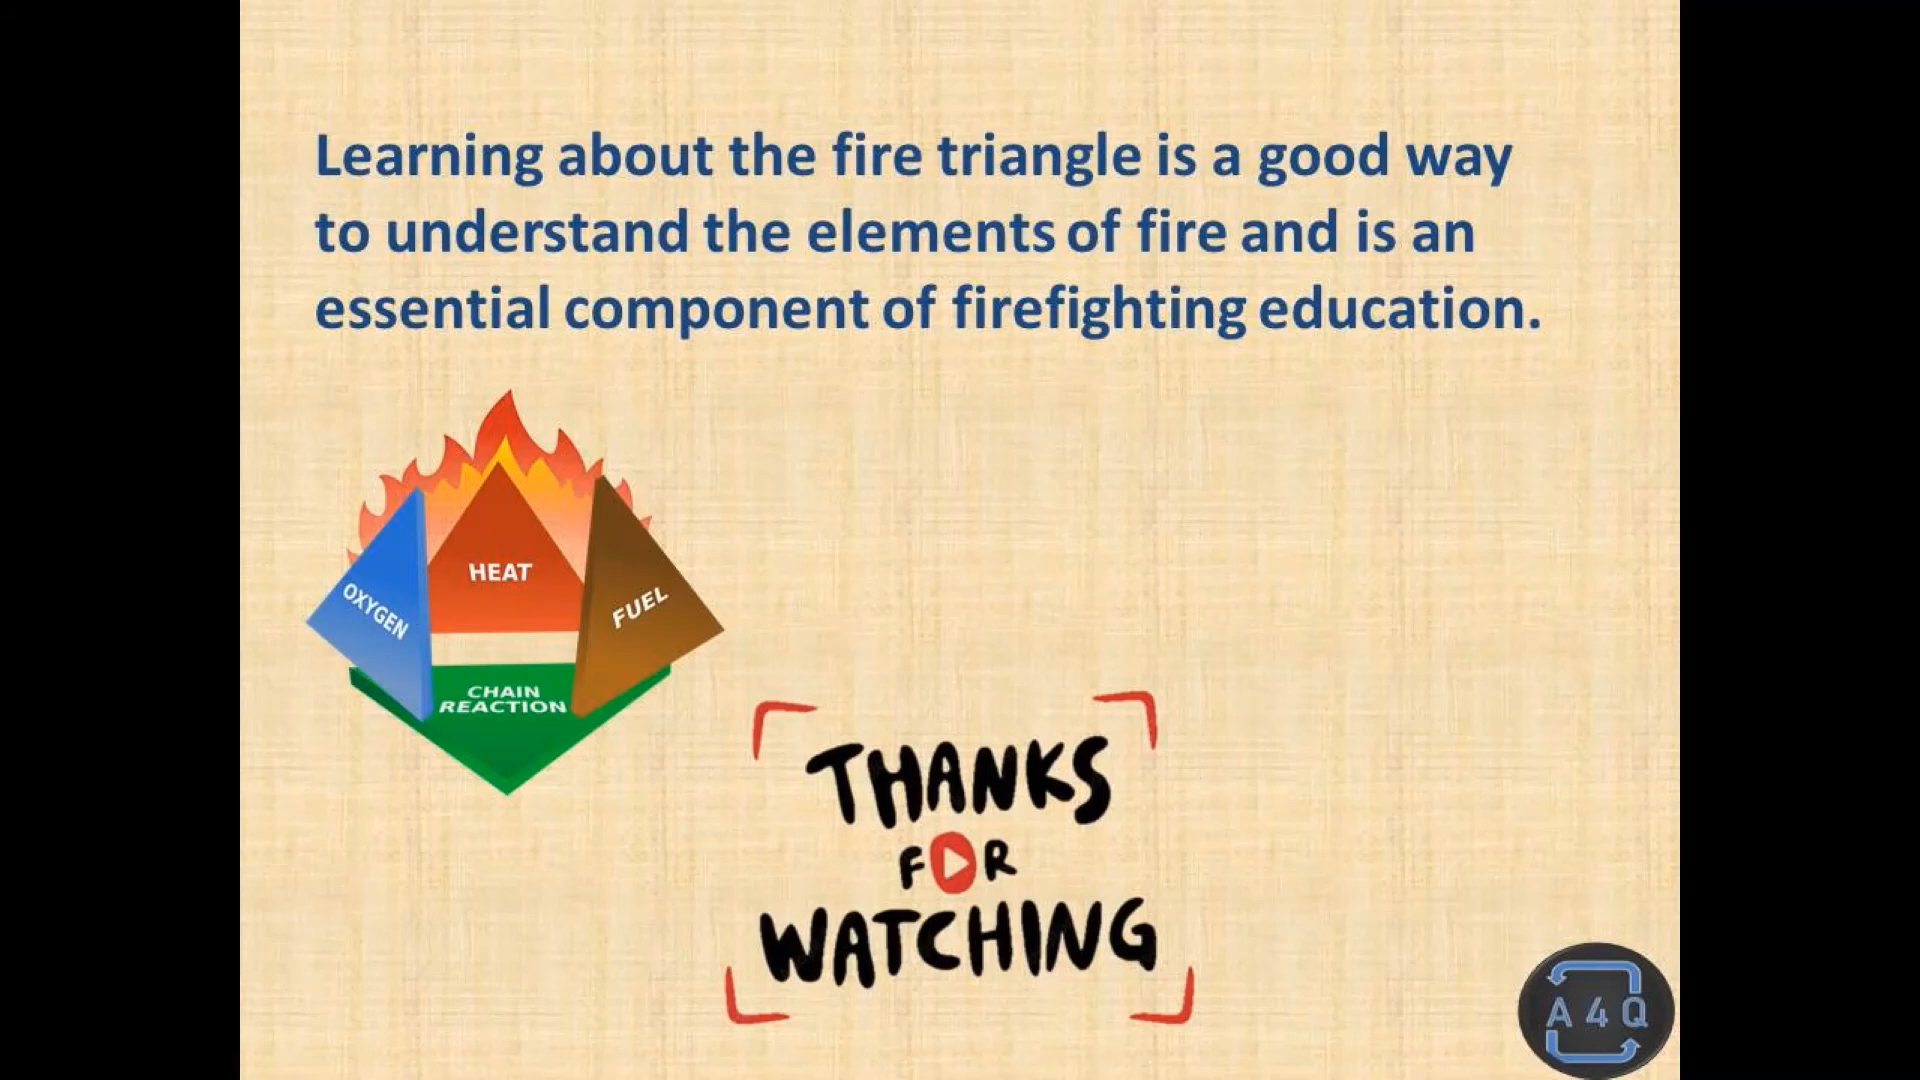 Learning about the fire triangle is a good way
to understand the elements of fire and is an
essential component of firefighting education.
HEAT
OXYGEN
FUEL
CHAIN
REACTION
THANKS
FOR
WATCHING
A4Q